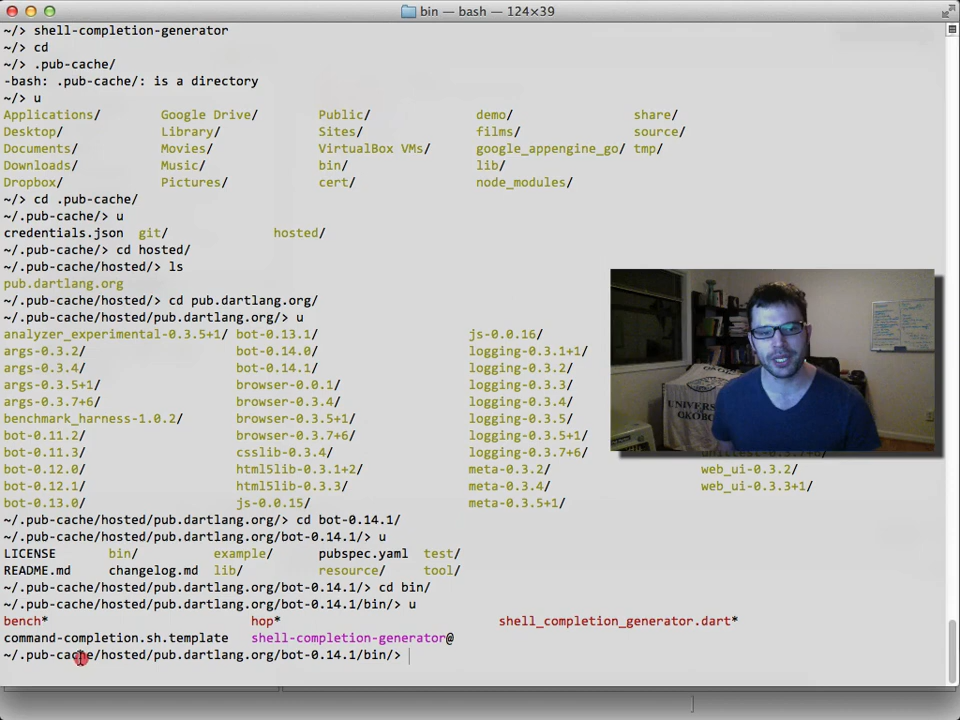 bin — bash — 124×39
~/> shell-completion-generator
~/> cd
~/> .pub-cache/
-bash: .pub-cache/: is a directory
~/> u
Applications/ Google Drive/ Public/ demo/ share/
Desktop/ Library/ Sites/ films/ source/
Documents/ Movies/ VirtualBox VMs/ google_appengine_go/ tmp/
Downloads/ Music/ bin/ lib/
Dropbox/ Pictures/ cert/ node_modules/
~/> cd .pub-cache/
~/.pub-cache/> u
credentials.json git/ hosted/
~/.pub-cache/> cd hosted/
~/.pub-cache/hosted/> ls
pub.dartlang.org
~/.pub-cache/hosted/> cd pub.dartlang.org/
~/.pub-cache/hosted/pub.dartlang.org/> u
analyzer_experimental-0.3.5+1/ bot-0.13.1/ js-0.0.16/
args-0.3.2/ bot-0.14.0/ logging-0.3.1+1/
args-0.3.4/ bot-0.14.1/ logging-0.3.2/
args-0.3.5+1/ browser-0.0.1/ logging-0.3.3/
args-0.3.7+6/ browser-0.3.4/ logging-0.3.4/
benchmark_harness-1.0.2/ browser-0.3.5+1/ logging-0.3.5/
bot-0.11.2/ browser-0.3.7+6/ logging-0.3.5+1/
bot-0.11.3/ csslib-0.3.4/ logging-0.3.7+6/
bot-0.12.0/ html5lib-0.3.1+2/ meta-0.3.2/ web_ui-0.3.2/
bot-0.12.1/ html5lib-0.3.3/ meta-0.3.4/ web_ui-0.3.3+1/
bot-0.13.0/ js-0.0.15/ meta-0.3.5+1/
~/.pub-cache/hosted/pub.dartlang.org/> cd bot-0.14.1/
~/.pub-cache/hosted/pub.dartlang.org/bot-0.14.1/> u
LICENSE bin/ example/ pubspec.yaml test/
README.md changelog.md lib/ resource/ tool/
~/.pub-cache/hosted/pub.dartlang.org/bot-0.14.1/> cd bin/
~/.pub-cache/hosted/pub.dartlang.org/bot-0.14.1/bin/> u
bench* hop* shell_completion_generator.dart*
command-completion.sh.template shell-completion-generator@
~/.pub-cache/hosted/pub.dartlang.org/bot-0.14.1/bin/>